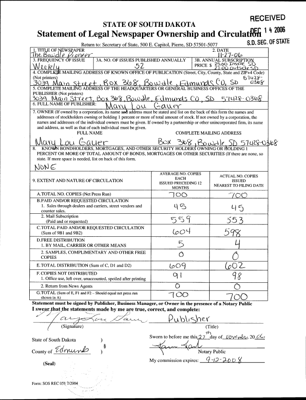 RECEIVED
DEC 14 2006
S.D. SEC. OF STATE
STATE OF SOUTH DAKOTA
Statement of Legal Newspaper Ownership and Circulation
Return to: Secretary of State, 500 E. Capitol, Pierre, SD 57501-5077
1. TITLE OF NEWSPAPER
The Bowdle Pioneer
2. DATE
11-27-06
3. FREQUENCY OF ISSUE
Weekly
3A. NO. OF ISSUES PUBLISHED ANNUALLY
52
3B. ANNUAL SUBSCRIPTION PRICE $
4. COMPLETE MAILING ADDRESS OF KNOWN OFFICE OF PUBLICATION (Street, City, County, State and ZIP+4 Code) (Not printers)
3031 Main Street, Box 368, Bowdle, Edmunds Co, SD 57428-0368
5. COMPLETE MAILING ADDRESS OF THE HEADQUARTERS OR GENERAL BUSINESS OFFICES OF THE PUBLISHER (Not printers)
3031 Main Street, Box 368, Bowdle, Edmunds Co, SD 57428-0368
6. FULL NAME OF PUBLISHER: Mary Lou Gauer
7. OWNER (If owned by a corporation, its name and address must be stated and also on the back of this form the names and addresses of stockholders owning or holding 1 percent or more of total amount of stock. If not owned by a corporation, the names and addresses of the individual owners must be given. If owned by a partnership or other unincorporated firm, its name and address, as well as that of each individual must be given.
FULL NAME COMPLETE MAILING ADDRESS
Mary Lou Gauer Box 368, Bowdle SD 57428-0368
8. KNOWN BONDHOLDERS, MORTGAGES, AND OTHER SECURITY HOLDERS OWNING OR HOLDING 1 PERCENT OR MORE OF TOTAL AMOUNT OF BONDS, MORTGAGES OR OTHER SECURITIES (If there are none, so state. If more space is needed, list on back of this form.
NONE
9. EXTENT AND NATURE OF CIRCULATION
AVERAGE NO. COPIES EACH ISSUE PRECEDING 12 MONTHS
ACTUAL NO. COPIES ISSUED NEAREST TO FILING DATE
A. TOTAL NO. COPIES (Net Press Run) 700 700
B. PAID AND/OR REQUESTED CIRCULATION
1. Sales through dealers and carriers, street vendors and counter sales. 45 45
2. Mail Subscription (Paid and or requested) 559 553
C. TOTAL PAID AND/OR REQUESTED CIRCULATION (Sum of 9B1 and 9B2) 604 598
D. FREE DISTRIBUTION
1. BY MAIL, CARRIER OR OTHER MEANS 5 4
2. SAMPLES, COMPLIMENTARY AND OTHER FREE COPIES 0 0
E. TOTAL DISTRIBUTION (Sum of C, D1 and D2) 609 602
F. COPIES NOT DISTRIBUTED
1. Office use, left over, unaccounted, spoiled after printing 91 98
2. Return from News Agents 0 0
G. TOTAL (Sum of E, F1 and F2 - Should equal net press run shown in A) 700 700
Statement must be signed by Publisher, Business Manager, or Owner in the presence of a Notary Public
I swear that the statements made by me are true, correct, and complete:
Mary Lou Gauer Publisher
(Signature) (Title)
State of South Dakota )
Sworn to before me this 27 day of November 2006
County of Edmunds )
(Seal)
Notary Public
My commission expires: 9-12-2008
Form: SOS REC 051 7/2004